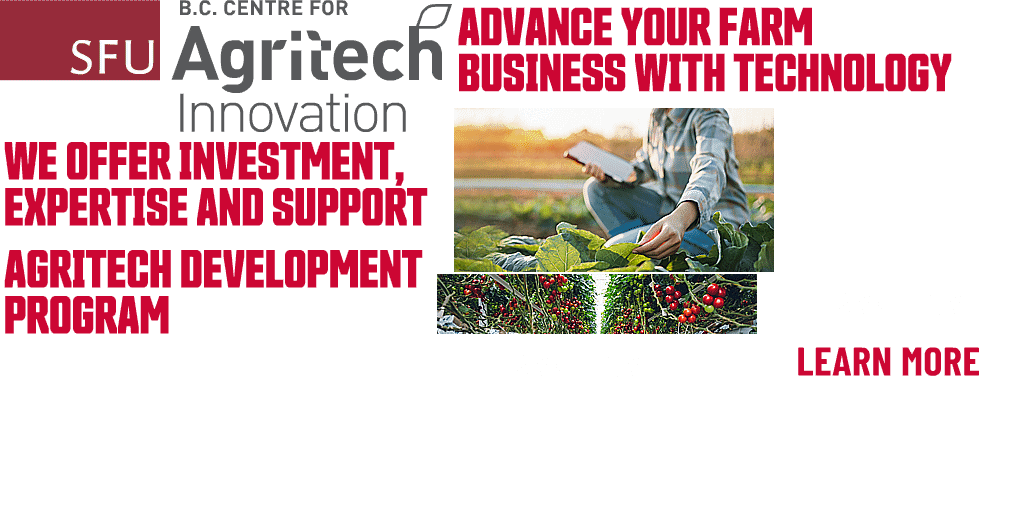 SFU
B.C. CENTRE FOR
Agritech
Innovation
ADVANCE YOUR FARM
BUSINESS WITH TECHNOLOGY
WE OFFER INVESTMENT,
EXPERTISE AND SUPPORT
AGRITECH DEVELOPMENT
PROGRAM
LEARN MORE